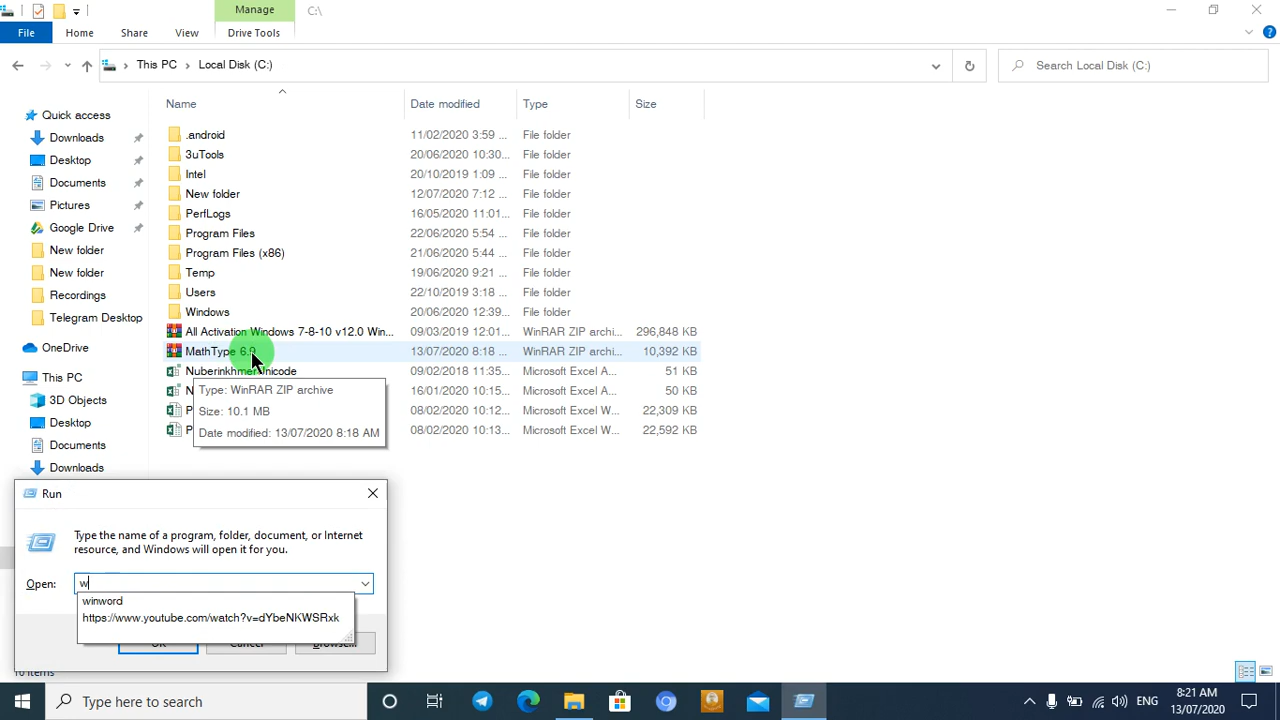 Manage
C:\
File
Home
Share
View
Drive Tools
This PC
Local Disk (C:)
Search Local Disk (C:)
Name
Date modified
Type
Size
Quick access
Downloads
Desktop
Documents
Pictures
Google Drive
New folder
New folder
Recordings
Telegram Desktop
OneDrive
This PC
3D Objects
Desktop
Documents
Downloads
.android 11/02/2020 3:59 ... File folder
3uTools 20/06/2020 10:30... File folder
Intel 20/10/2019 1:09 ... File folder
New folder 12/07/2020 7:12 ... File folder
PerfLogs 16/05/2020 11:01... File folder
Program Files 22/06/2020 5:54 ... File folder
Program Files (x86) 21/06/2020 5:44 ... File folder
Temp 19/06/2020 9:21 ... File folder
Users 22/10/2019 3:18 ... File folder
Windows 20/06/2020 12:39... File folder
All Activation Windows 7-8-10 v12.0 Win... 09/03/2019 12:01... WinRAR ZIP archi... 296,848 KB
MathType 6.9 13/07/2020 8:18 ... WinRAR ZIP archi... 10,392 KB
Nuberinkhmerunicode 09/02/2018 11:35... Microsoft Excel A... 51 KB
N 16/01/2020 10:15... Microsoft Excel A... 50 KB
P 08/02/2020 10:12... Microsoft Excel W... 22,309 KB
P 08/02/2020 10:13... Microsoft Excel W... 22,592 KB
Type: WinRAR ZIP archive
Size: 10.1 MB
Date modified: 13/07/2020 8:18 AM
Run
Type the name of a program, folder, document, or Internet
resource, and Windows will open it for you.
Open: w
winword
https://www.youtube.com/watch?v=dYbeNKWSRxk
OK Cancel Browse...
16 items
Type here to search
ENG
8:21 AM
13/07/2020